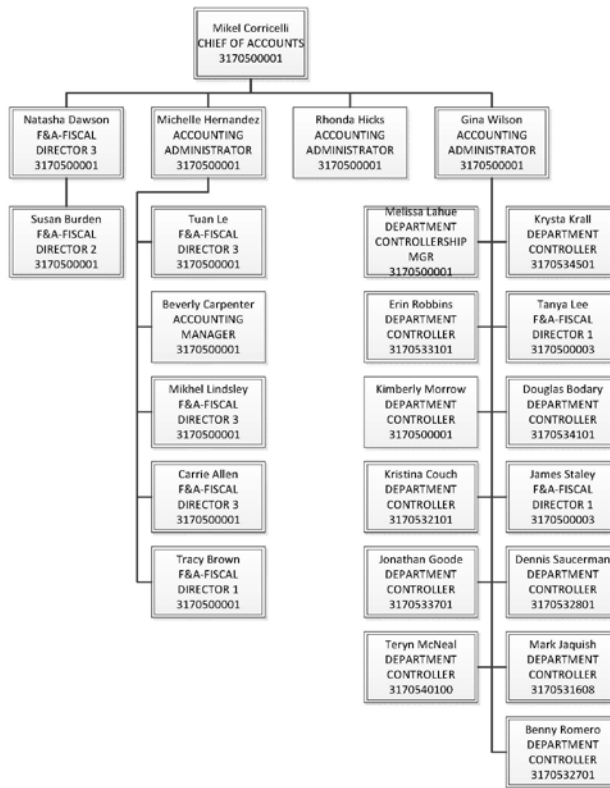 Mikel Corricelli
CHIEF OF ACCOUNTS
3170500001
Natasha Dawson
F&A-FISCAL
DIRECTOR 3
3170500001
Michelle Hernandez
ACCOUNTING
ADMINISTRATOR
3170500001
Rhonda Hicks
ACCOUNTING
ADMINISTRATOR
3170500001
Gina Wilson
ACCOUNTING
ADMINISTRATOR
3170500001
Susan Burden
F&A-FISCAL
DIRECTOR 2
3170500001
Tuan Le
F&A-FISCAL
DIRECTOR 3
3170500001
Melissa Lahue
DEPARTMENT
CONTROLLERSHIP
MGR
3170500001
Krysta Krall
DEPARTMENT
CONTROLLER
3170534501
Beverly Carpenter
ACCOUNTING
MANAGER
3170500001
Erin Robbins
DEPARTMENT
CONTROLLER
3170533101
Tanya Lee
F&A-FISCAL
DIRECTOR 1
3170500003
Mikhel Lindsley
F&A-FISCAL
DIRECTOR 3
3170500001
Kimberly Morrow
DEPARTMENT
CONTROLLER
3170500001
Douglas Bodary
DEPARTMENT
CONTROLLER
3170534101
Carrie Allen
F&A-FISCAL
DIRECTOR 3
3170500001
Kristina Couch
DEPARTMENT
CONTROLLER
3170532101
James Staley
F&A-FISCAL
DIRECTOR 1
3170500003
Tracy Brown
F&A-FISCAL
DIRECTOR 1
3170500001
Jonathan Goode
DEPARTMENT
CONTROLLER
3170533701
Dennis Saucerman
DEPARTMENT
CONTROLLER
3170532801
Teryn McNeal
DEPARTMENT
CONTROLLER
3170540100
Mark Jaquish
DEPARTMENT
CONTROLLER
3170531608
Benny Romero
DEPARTMENT
CONTROLLER
3170532701